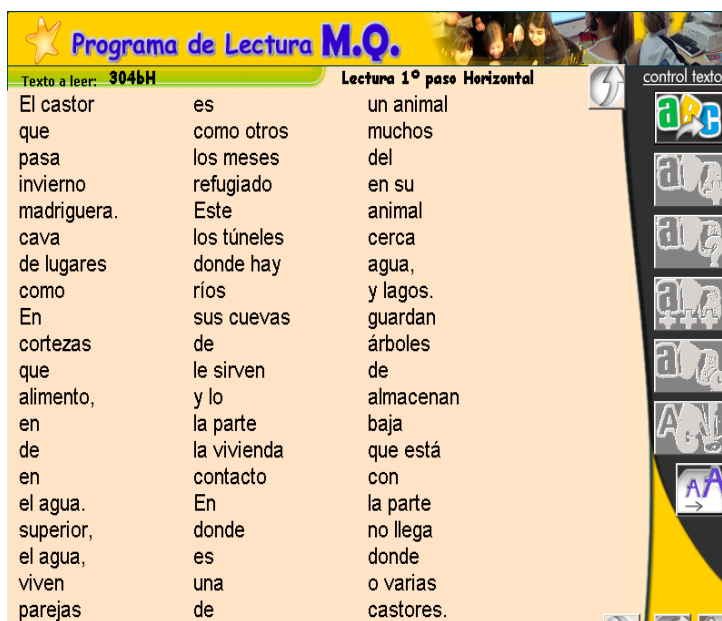 Programa de Lectura M.Q.
Texto a leer: 304bH Lectura 1º paso Horizontal
control texto
El castor es un animal
que como otros muchos
pasa los meses del
invierno refugiado en su
madriguera. Este animal
cava los túneles cerca
de lugares donde hay agua,
como ríos y lagos.
En sus cuevas guardan
cortezas de árboles
que le sirven de
alimento, y lo almacenan
en la parte baja
de la vivienda que está
en contacto con
el agua. En la parte
superior, donde no llega
el agua, es donde
viven una o varias
parejas de castores.